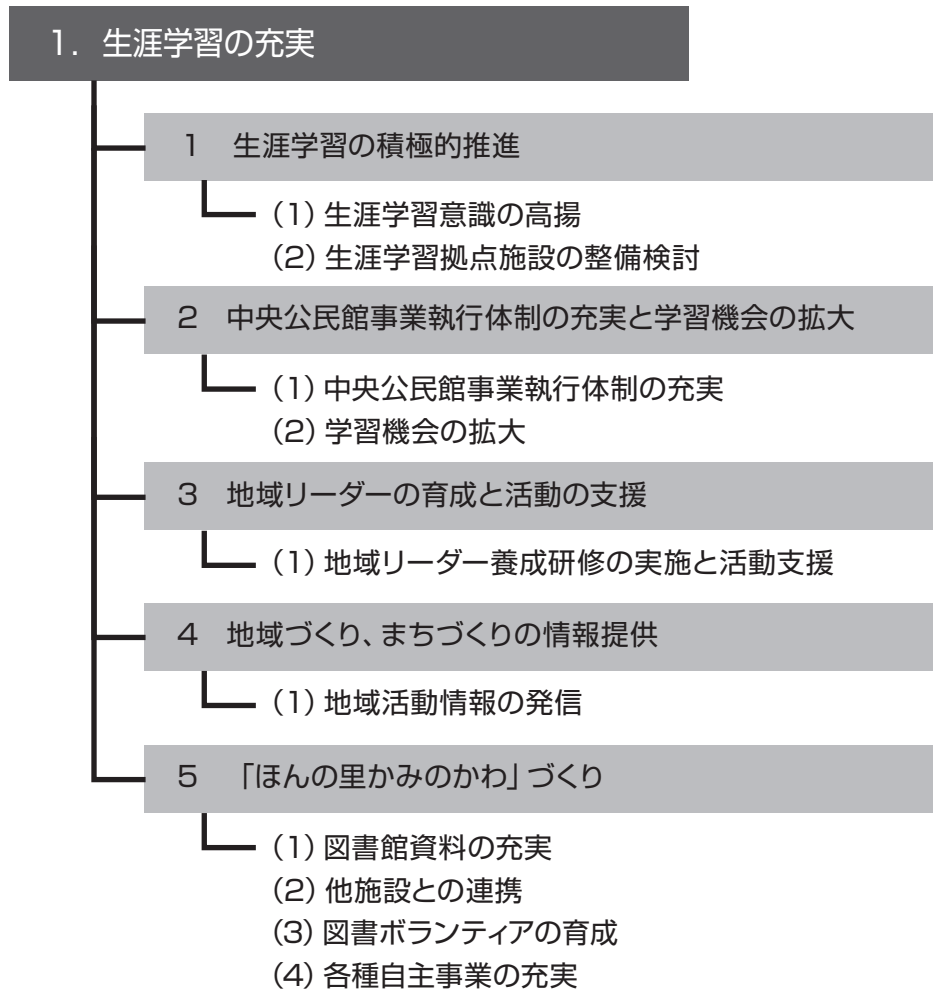 1. 生涯学習の充実
1 生涯学習の積極的推進
(1) 生涯学習意識の高揚
(2) 生涯学習拠点施設の整備検討
2 中央公民館事業執行体制の充実と学習機会の拡大
(1) 中央公民館事業執行体制の充実
(2) 学習機会の拡大
3 地域リーダーの育成と活動の支援
(1) 地域リーダー養成研修の実施と活動支援
4 地域づくり、まちづくりの情報提供
(1) 地域活動情報の発信
5 「ほんの里かみのかわ」づくり
(1) 図書館資料の充実
(2) 他施設との連携
(3) 図書ボランティアの育成
(4) 各種自主事業の充実